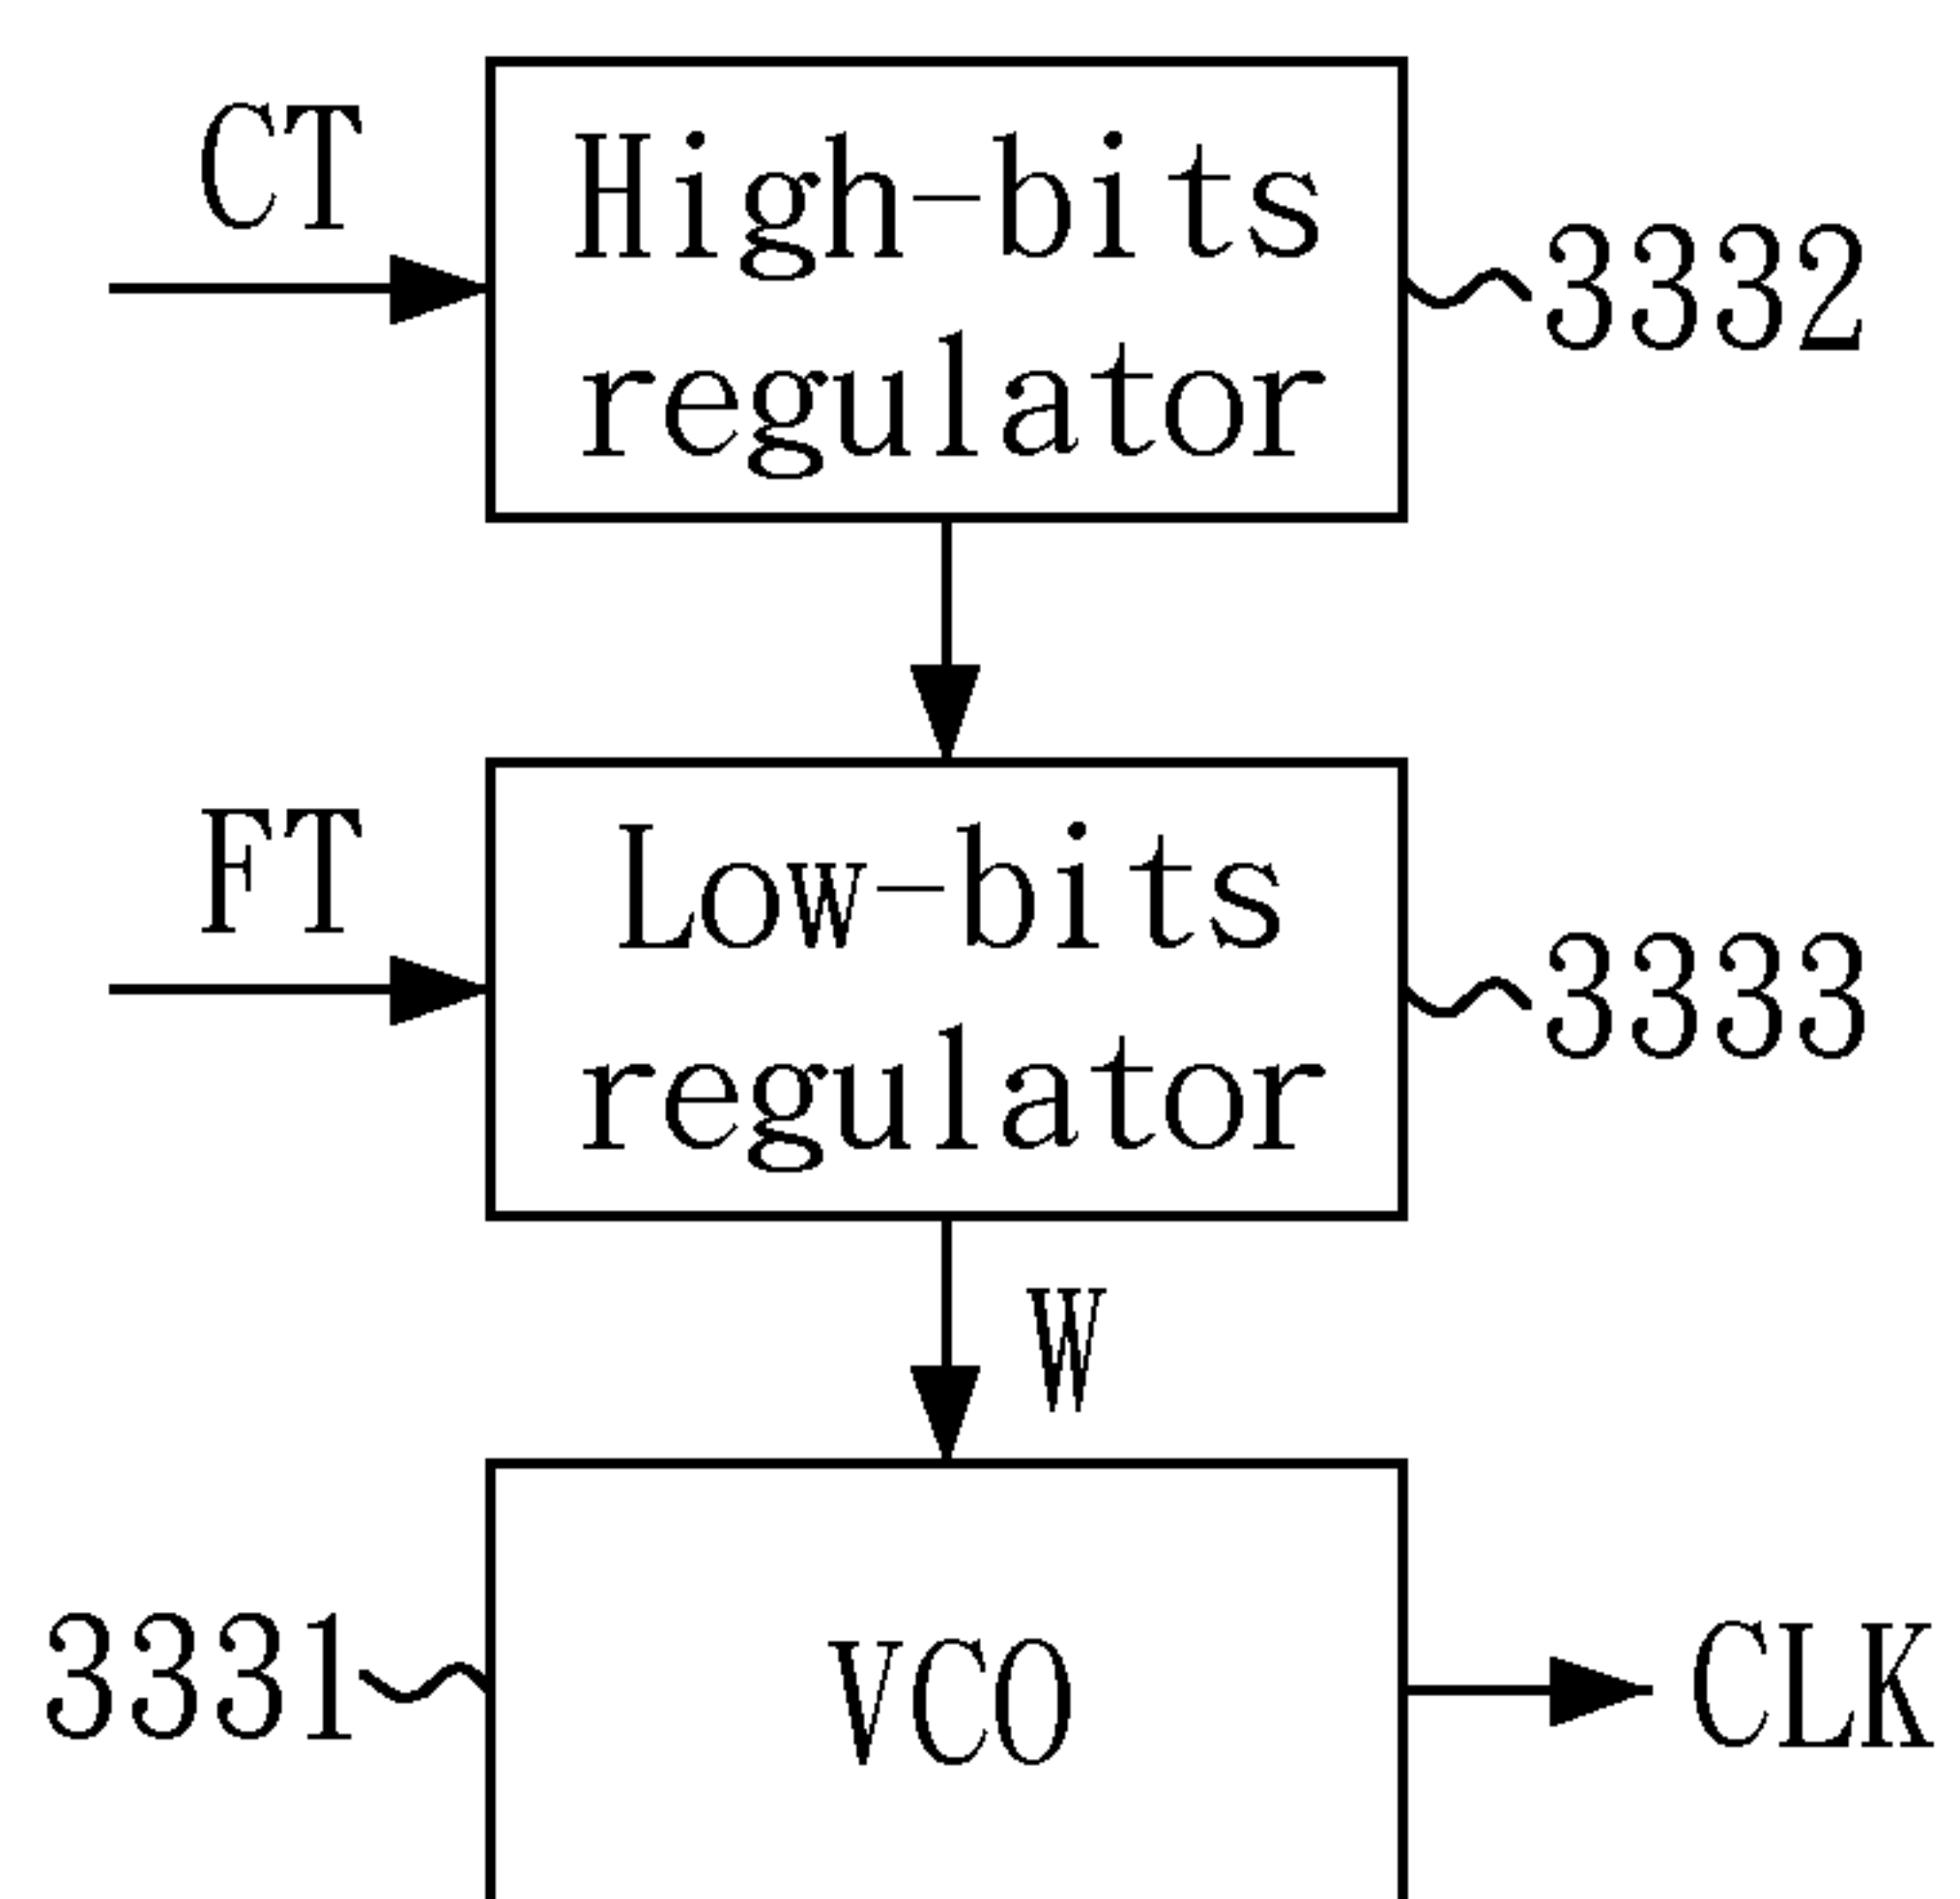 CT
High-bits
regulator
3332
FT
Low-bits
regulator
3333
W
3331
VCO
CLK